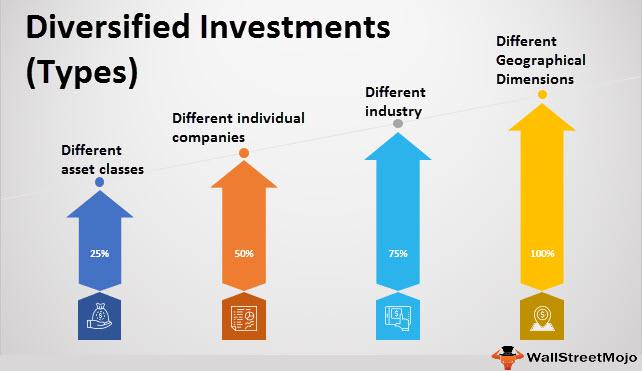 Diversified Investments
(Types)
Different
Geographical
Dimensions
Different
industry
Different individual
companies
Different
asset classes
25%
50%
75%
100%
WallStreetMojo